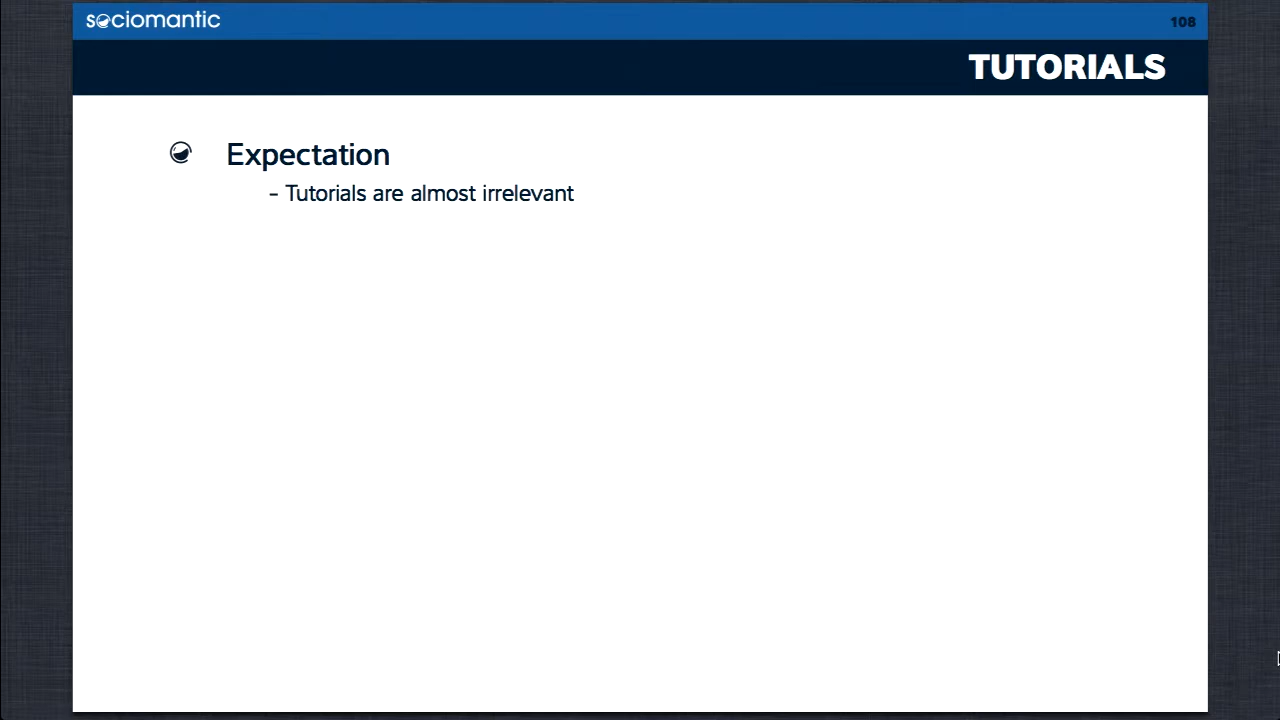 sociomantic
108
TUTORIALS
Expectation
- Tutorials are almost irrelevant